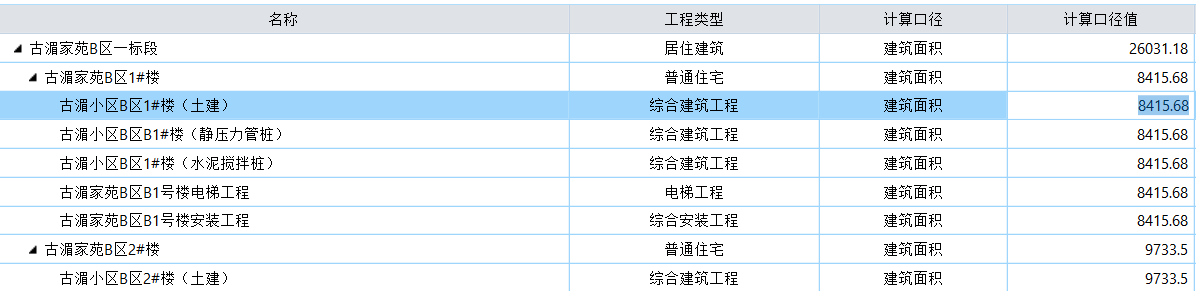 名称 工程类型 计算口径 计算口径值
古湄家苑B区一标段 居住建筑 建筑面积 26031.18
古湄家苑B区1#楼 普通住宅 建筑面积 8415.68
古湄小区B区1#楼（土建） 综合建筑工程 建筑面积 8415.68
古湄小区B区B1#楼（静压力管桩） 综合建筑工程 建筑面积 8415.68
古湄小区B区1#楼（水泥搅拌桩） 综合建筑工程 建筑面积 8415.68
古湄家苑B区B1号楼电梯工程 电梯工程 建筑面积 8415.68
古湄家苑B区B1号楼安装工程 综合安装工程 建筑面积 8415.68
古湄家苑B区2#楼 普通住宅 建筑面积 9733.5
古湄小区B区2#楼（土建） 综合建筑工程 建筑面积 9733.5